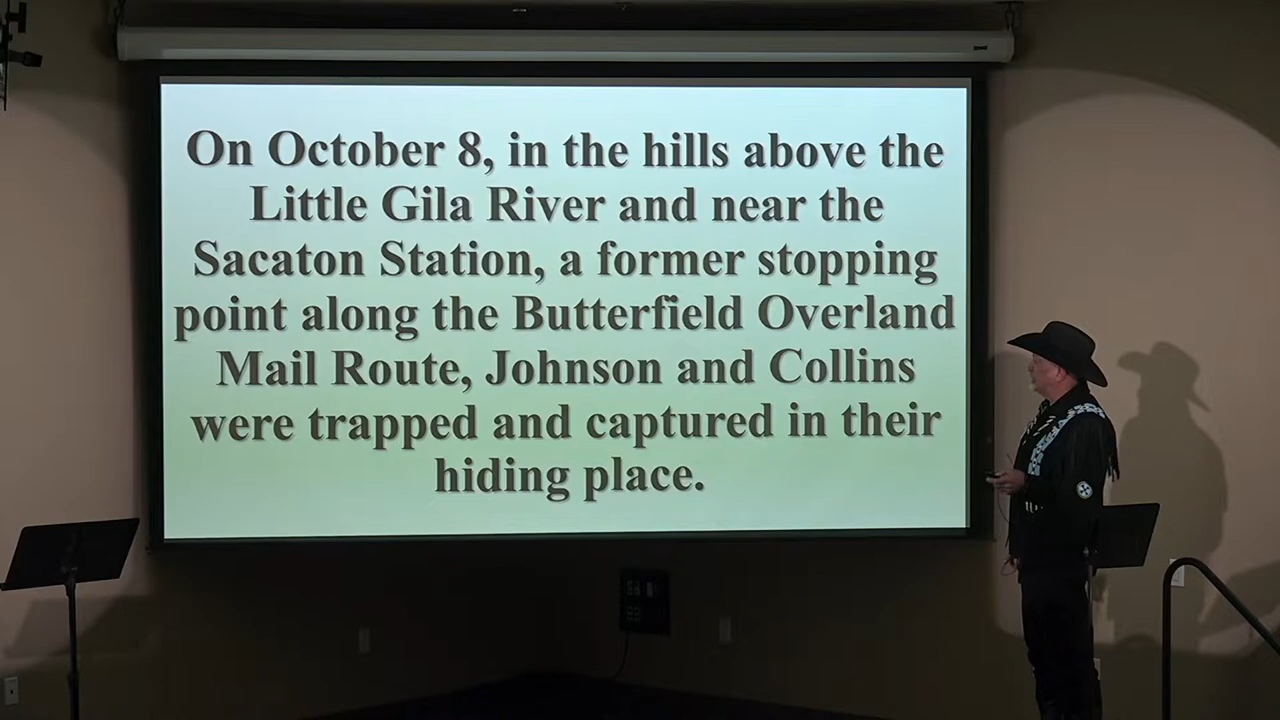 On October 8, in the hills above the
Little Gila River and near the
Sacaton Station, a former stopping
point along the Butterfield Overland
Mail Route, Johnson and Collins
were trapped and captured in their
hiding place.